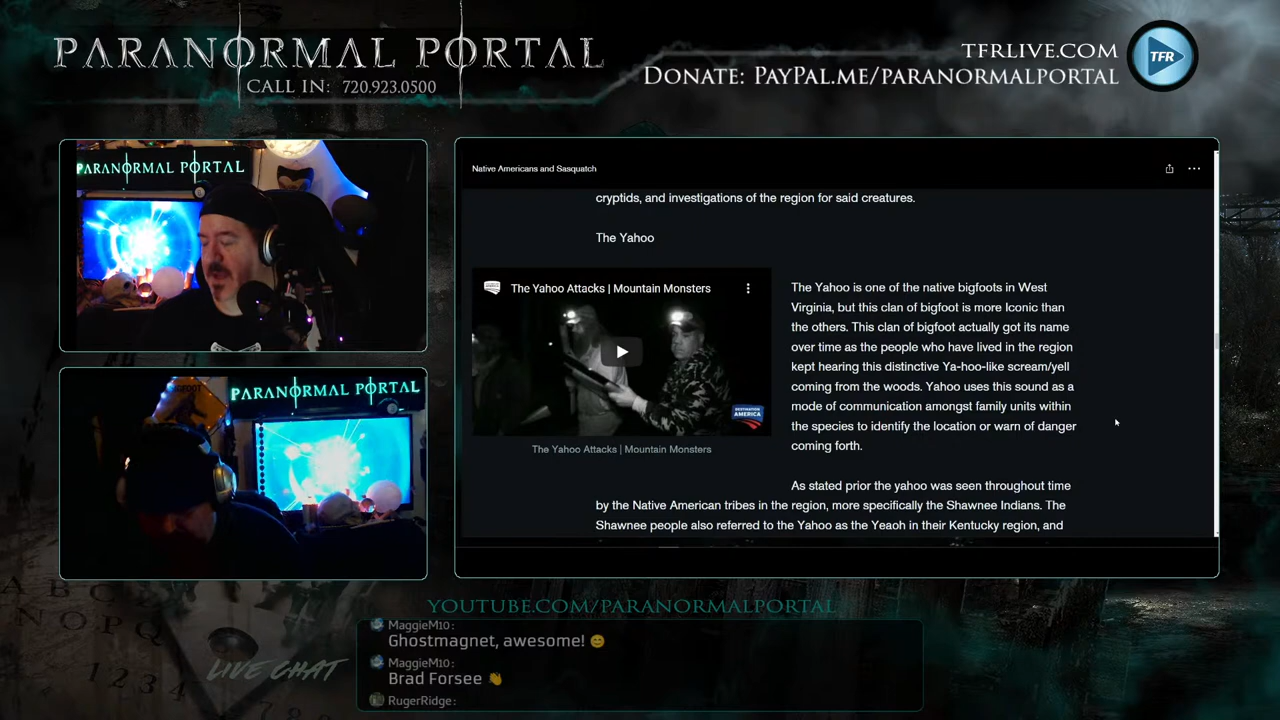 PARANORMAL PORTAL
CALL IN: 720.923.0500
TFRLIVE.COM
DONATE: PAYPAL.ME/PARANORMALPORTAL
TFR
PARANORMAL PORTAL
PARANORMAL PORTAL
Native Americans and Sasquatch
cryptids, and investigations of the region for said creatures.
The Yahoo
The Yahoo Attacks | Mountain Monsters
DESTINATION
AMERICA
The Yahoo Attacks | Mountain Monsters
The Yahoo is one of the native bigfoots in West
Virginia, but this clan of bigfoot is more Iconic than
the others. This clan of bigfoot actually got its name
over time as the people who have lived in the region
kept hearing this distinctive Ya-hoo-like scream/yell
coming from the woods. Yahoo uses this sound as a
mode of communication amongst family units within
the species to identify the location or warn of danger
coming forth.
As stated prior the yahoo was seen throughout time
by the Native American tribes in the region, more specifically the Shawnee Indians. The
Shawnee people also referred to the Yahoo as the Yeaoh in their Kentucky region, and
YOUTUBE.COM/PARANORMALPORTAL
LIVE CHAT
MaggieM10:
Ghostmagnet, awesome! 😊
MaggieM10:
Brad Forsee 👏
RugerRidge: